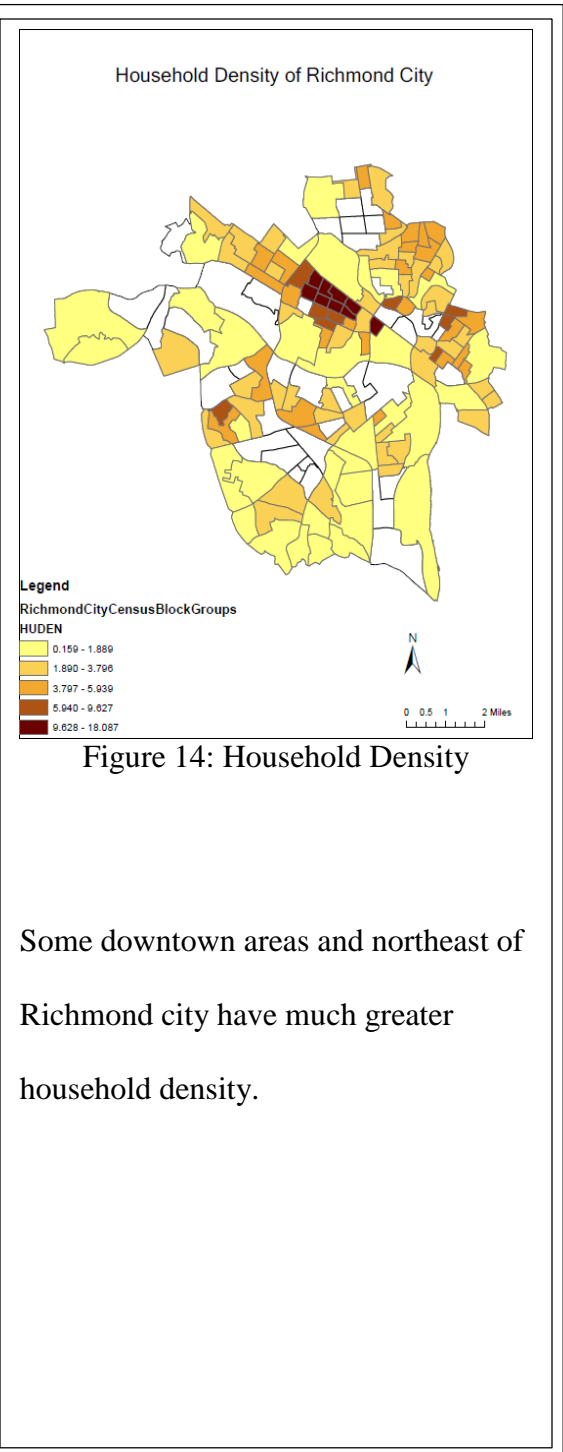 Household Density of Richmond City
Legend
RichmondCityCensusBlockGroups
HUDEN
0.159 - 1.889
1.890 - 3.796
3.797 - 5.939
5.940 - 9.627
9.628 - 18.087
N
0 0.5 1 2 Miles
Figure 14: Household Density
Some downtown areas and northeast of
Richmond city have much greater
household density.